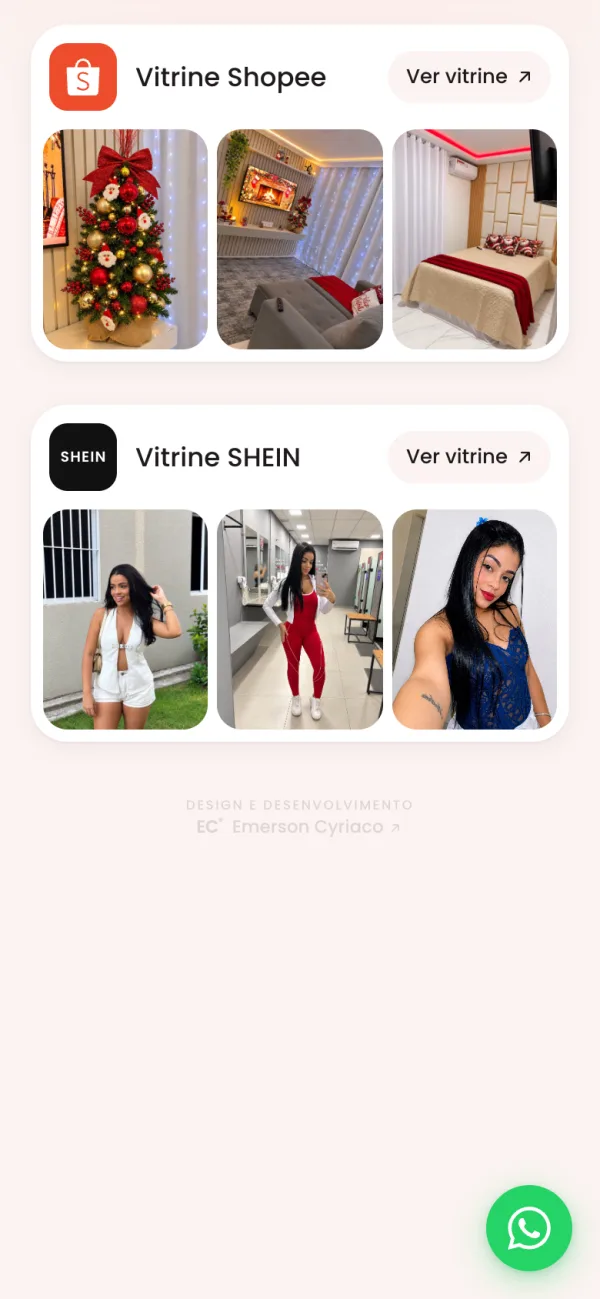 Vitrine Shopee
Ver vitrine
SHEIN
Vitrine SHEIN
Ver vitrine
DESIGN E DESENVOLVIMENTO
EC° Emerson Cyriaco